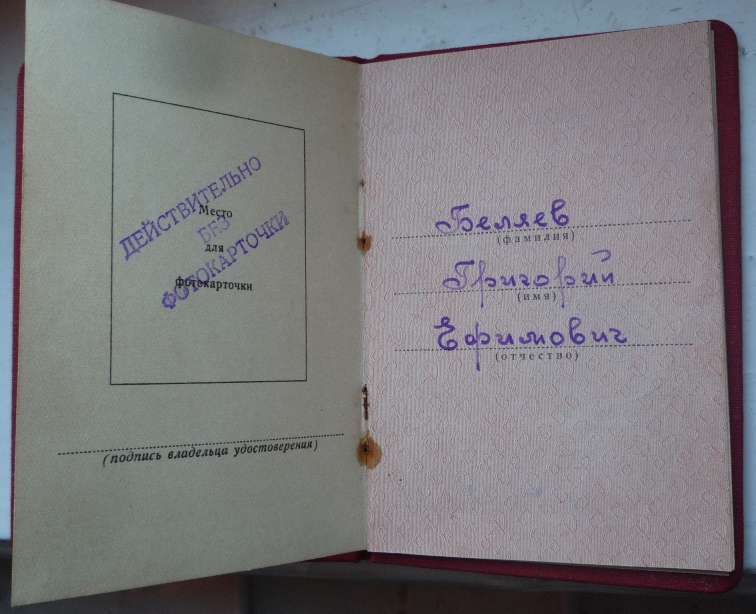 ДЕЙСТВИТЕЛЬНО
БЕЗ
ФОТОКАРТОЧКИ
Место
для
фотокарточки
(подпись владельца удостоверения)
Беляев
(фамилия)
Григорий
(имя)
Ефимович
(отчество)